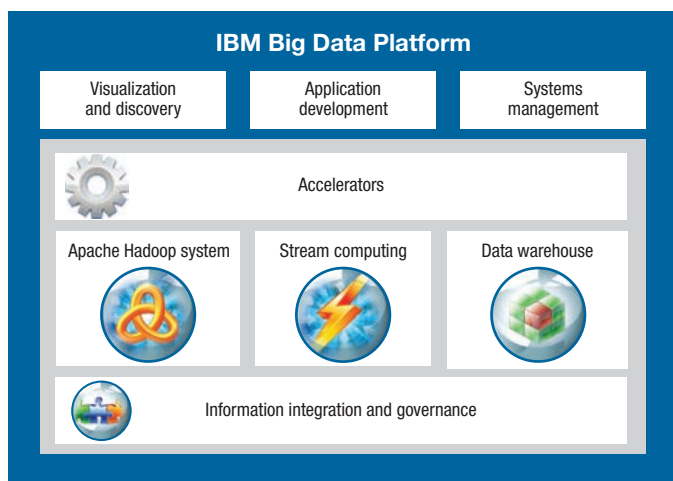 IBM Big Data Platform
Visualization
and discovery
Application
development
Systems
management
Accelerators
Apache Hadoop system
Stream computing
Data warehouse
Information integration and governance